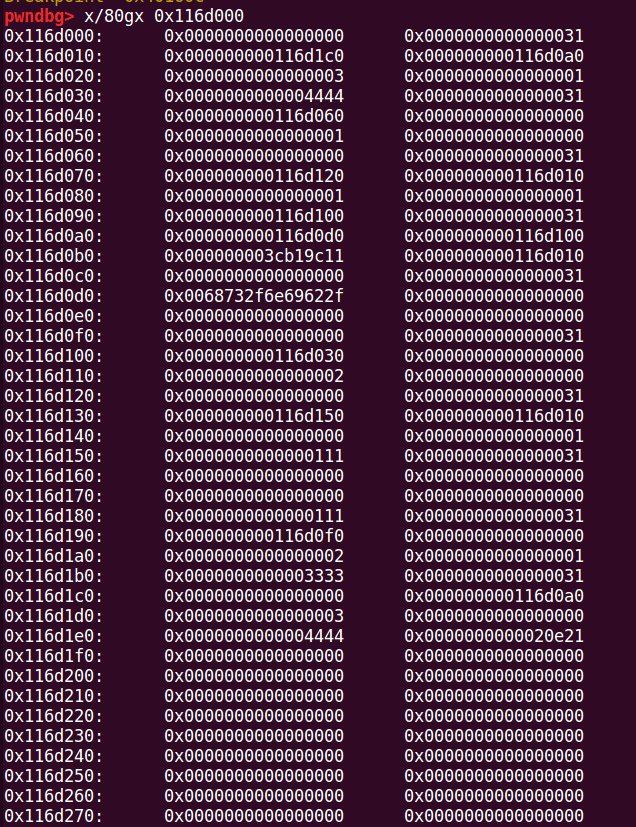 pwndbg> x/80gx 0x116d000
0x116d000: 0x0000000000000000 0x0000000000000031
0x116d010: 0x000000000116d1c0 0x000000000116d0a0
0x116d020: 0x0000000000000003 0x0000000000000001
0x116d030: 0x0000000000004444 0x0000000000000031
0x116d040: 0x000000000116d060 0x0000000000000000
0x116d050: 0x0000000000000001 0x0000000000000000
0x116d060: 0x0000000000000000 0x0000000000000031
0x116d070: 0x000000000116d120 0x000000000116d010
0x116d080: 0x0000000000000001 0x0000000000000001
0x116d090: 0x000000000116d100 0x0000000000000031
0x116d0a0: 0x000000000116d0d0 0x000000000116d100
0x116d0b0: 0x000000003cb19c11 0x000000000116d010
0x116d0c0: 0x0000000000000000 0x0000000000000031
0x116d0d0: 0x0068732f6e69622f 0x0000000000000000
0x116d0e0: 0x0000000000000000 0x0000000000000000
0x116d0f0: 0x0000000000000000 0x0000000000000031
0x116d100: 0x000000000116d030 0x0000000000000000
0x116d110: 0x0000000000000002 0x0000000000000000
0x116d120: 0x0000000000000000 0x0000000000000031
0x116d130: 0x000000000116d150 0x000000000116d010
0x116d140: 0x0000000000000000 0x0000000000000001
0x116d150: 0x0000000000000111 0x0000000000000031
0x116d160: 0x0000000000000000 0x0000000000000000
0x116d170: 0x0000000000000000 0x0000000000000000
0x116d180: 0x0000000000000111 0x0000000000000031
0x116d190: 0x000000000116d0f0 0x0000000000000000
0x116d1a0: 0x0000000000000002 0x0000000000000001
0x116d1b0: 0x0000000000003333 0x0000000000000031
0x116d1c0: 0x0000000000000000 0x000000000116d0a0
0x116d1d0: 0x0000000000000003 0x0000000000000000
0x116d1e0: 0x0000000000004444 0x0000000000020e21
0x116d1f0: 0x0000000000000000 0x0000000000000000
0x116d200: 0x0000000000000000 0x0000000000000000
0x116d210: 0x0000000000000000 0x0000000000000000
0x116d220: 0x0000000000000000 0x0000000000000000
0x116d230: 0x0000000000000000 0x0000000000000000
0x116d240: 0x0000000000000000 0x0000000000000000
0x116d250: 0x0000000000000000 0x0000000000000000
0x116d260: 0x0000000000000000 0x0000000000000000
0x116d270: 0x0000000000000000 0x0000000000000000